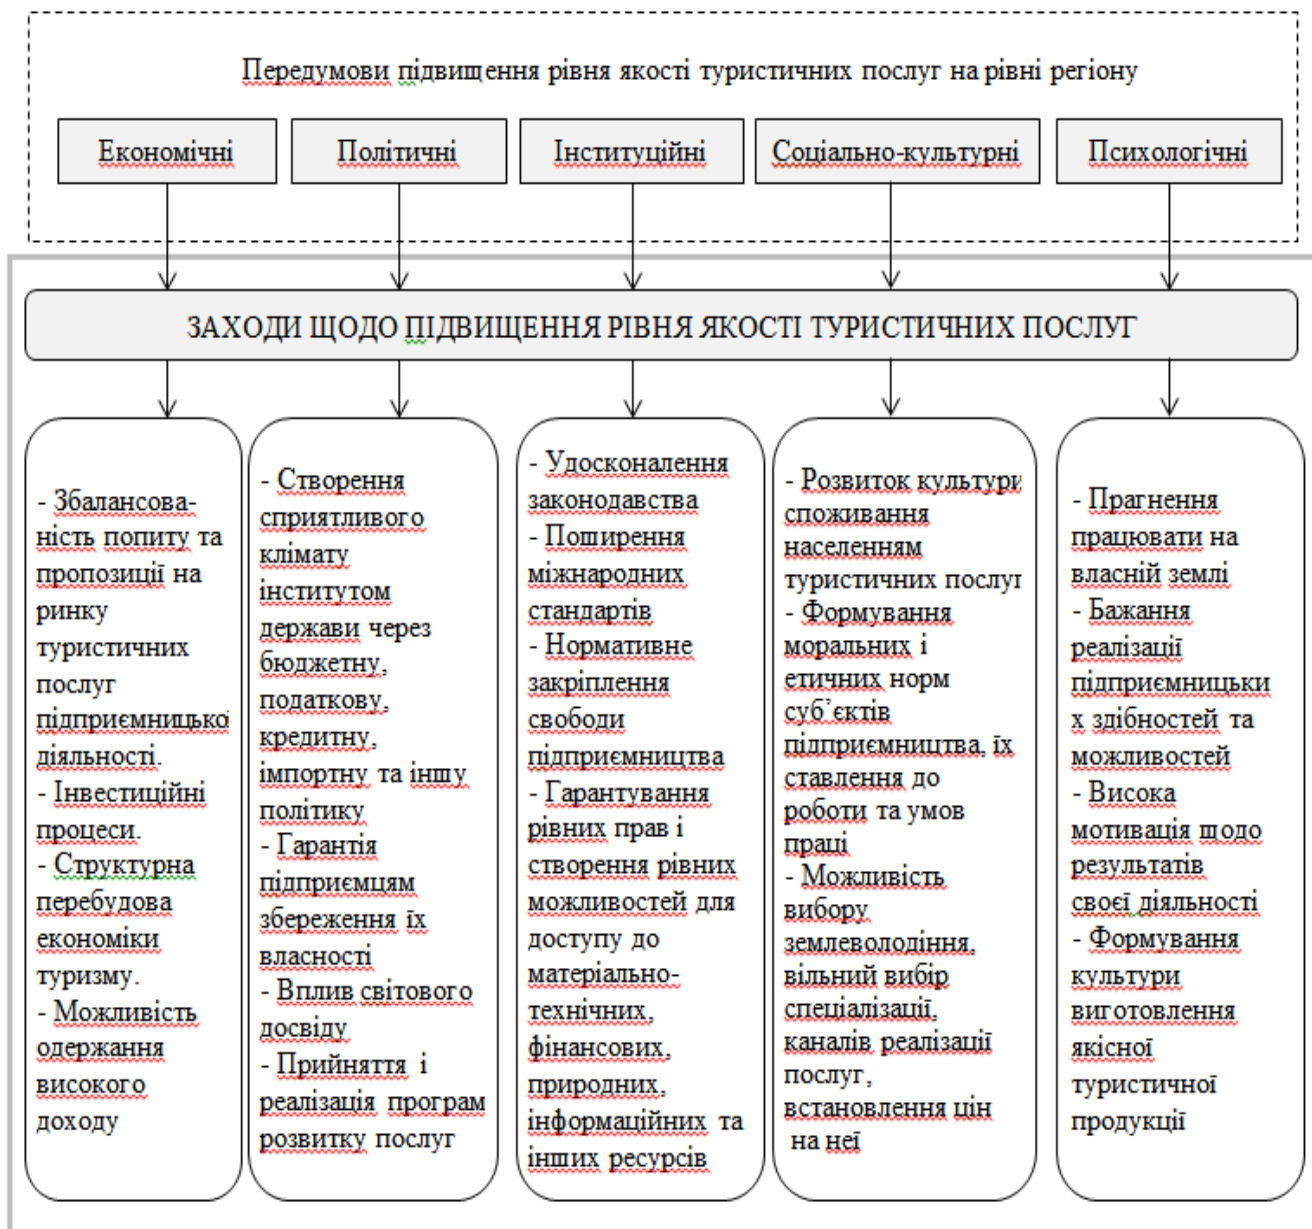 Передумови підвищення рівня якості туристичних послуг на рівні регіону
Економічні
Політичні
Інституційні
Соціально-культурні
Психологічні
ЗАХОДИ ЩОДО ПІДВИЩЕННЯ РІВНЯ ЯКОСТІ ТУРИСТИЧНИХ ПОСЛУГ
- Збалансова-
ність попиту та
пропозиції на
ринку
туристичних
послуг
підприємницької
діяльності.
- Інвестиційні
процеси.
- Структурна
перебудова
економіки
туризму.
- Можливість
одержання
високого
доходу
- Створення
сприятливого
клімату
інститутом
держави через
бюджетну,
податкову,
кредитну,
імпортну та іншу
політику
- Гарантія
підприємцям
збереження їх
власності
- Вплив світового
досвіду
- Прийняття і
реалізація програм
розвитку послуг
- Удосконалення
законодавства
- Поширення
міжнародних
стандартів
- Нормативне
закріплення
свободи
підприємництва
- Гарантування
рівних прав і
створення рівних
можливостей для
доступу до
матеріально-
технічних,
фінансових,
природних,
інформаційних та
інших ресурсів
- Розвиток культури
споживання
населенням
туристичних послуг
- Формування
моральних і
етичних норм
суб’єктів
підприємництва, їх
ставлення до
роботи та умов
праці
- Можливість
вибору
землеволодіння,
вільний вибір
спеціалізації,
каналів реалізації
послуг,
встановлення цін
на неї
- Прагнення
працювати на
власній землі
- Бажання
реалізації
підприємницьки
х здібностей та
можливостей
- Висока
мотивація щодо
результатів
своєї діяльності
- Формування
культури
виготовлення
якісної
туристичної
продукції